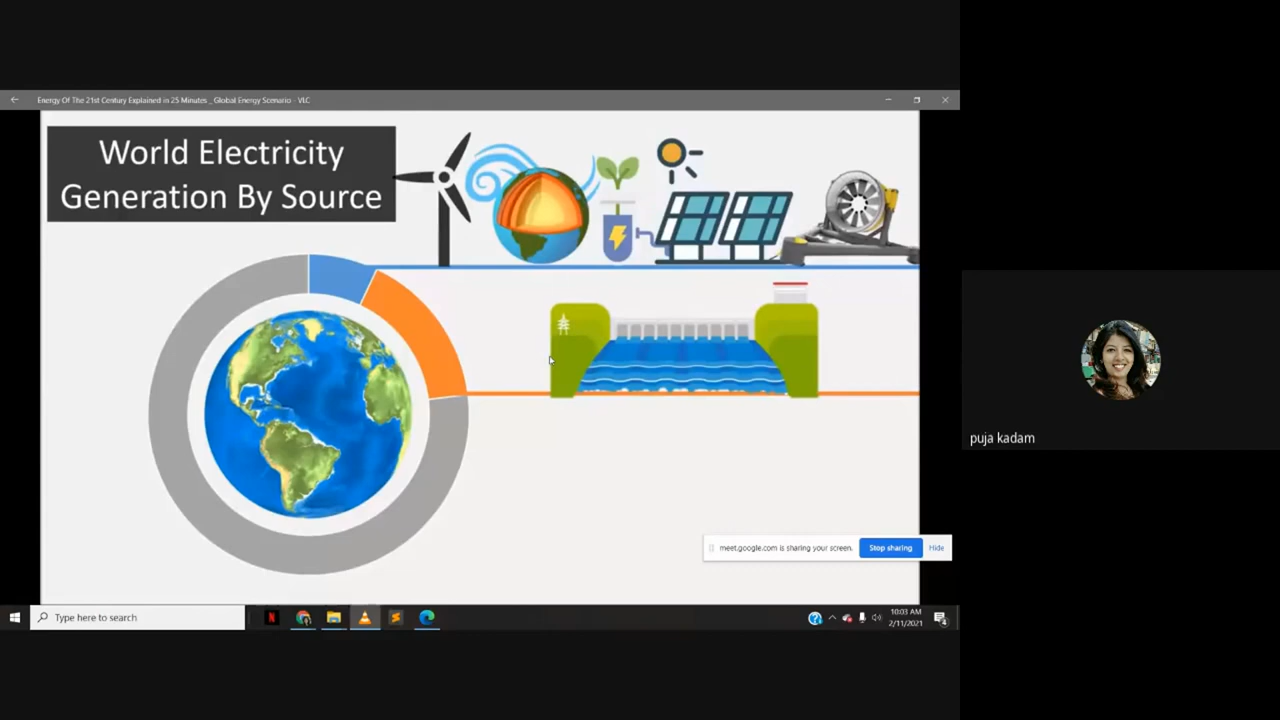 Energy Of The 21st Century Explained in 25 Minutes _ Global Energy Scenario - VLC
World Electricity
Generation By Source
puja kadam
meet.google.com is sharing your screen.
Stop sharing
Hide
Type here to search
10:03 AM
2/11/2021